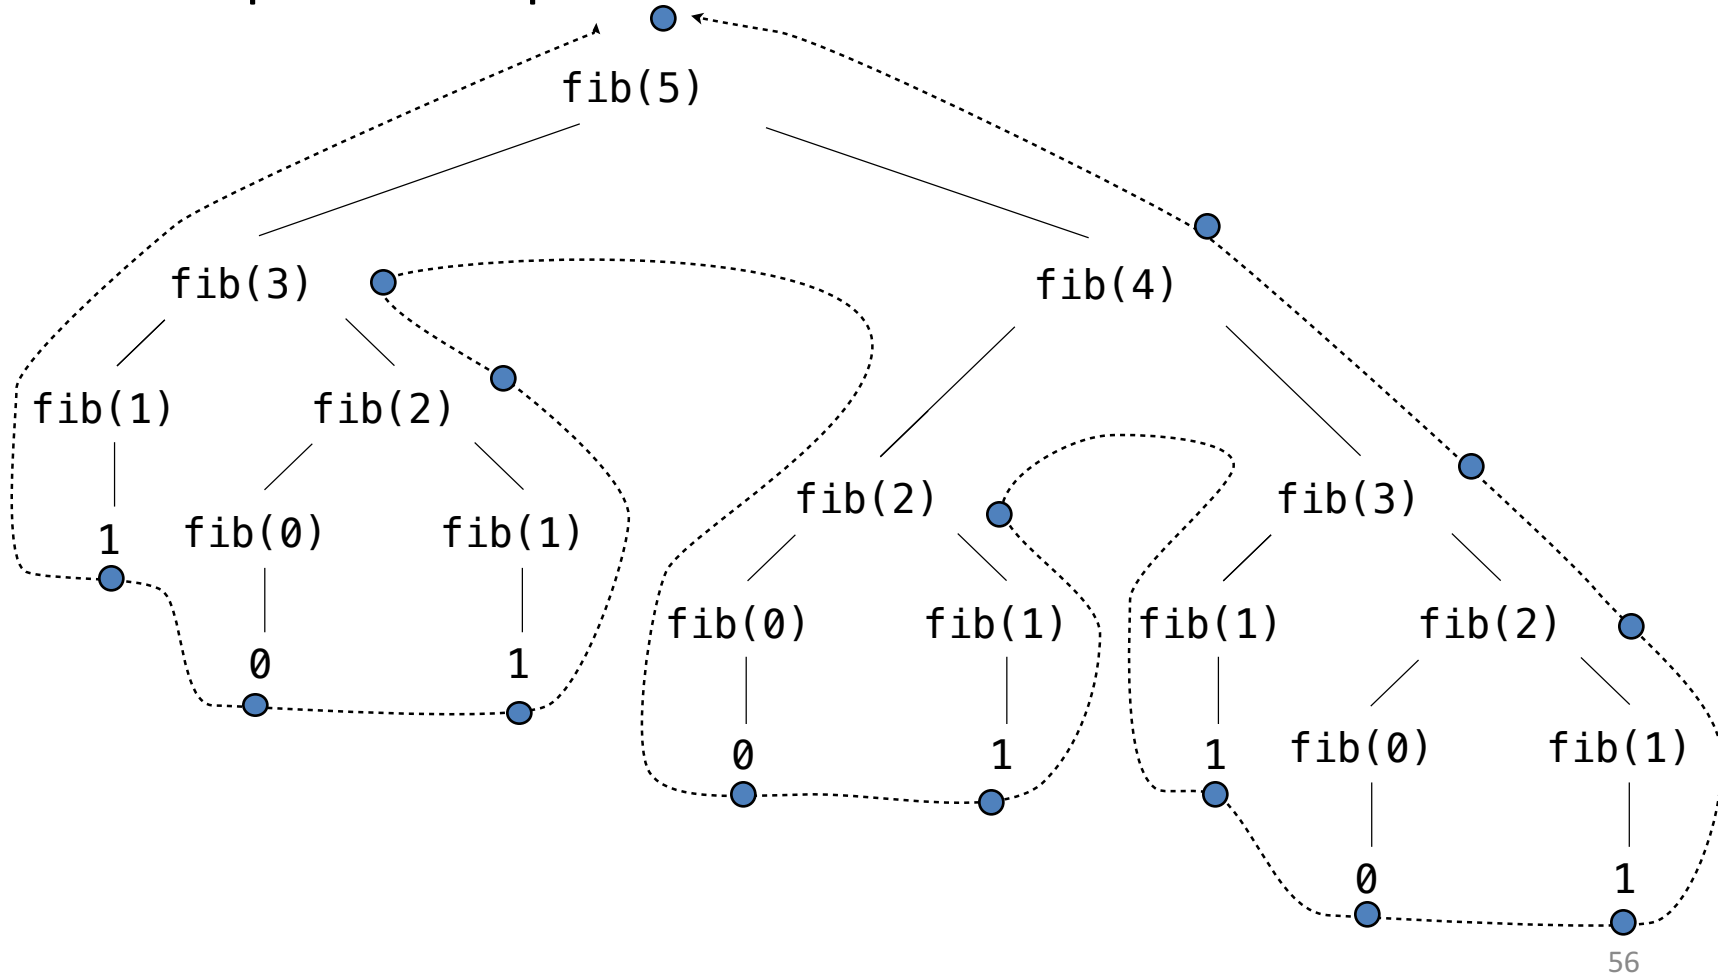 fib(5)
fib(3) fib(4)
fib(1) fib(2)
fib(2) fib(3)
1 fib(0) fib(1)
fib(0) fib(1) fib(1) fib(2)
0 1
0 1 1 fib(0) fib(1)
0 1
56